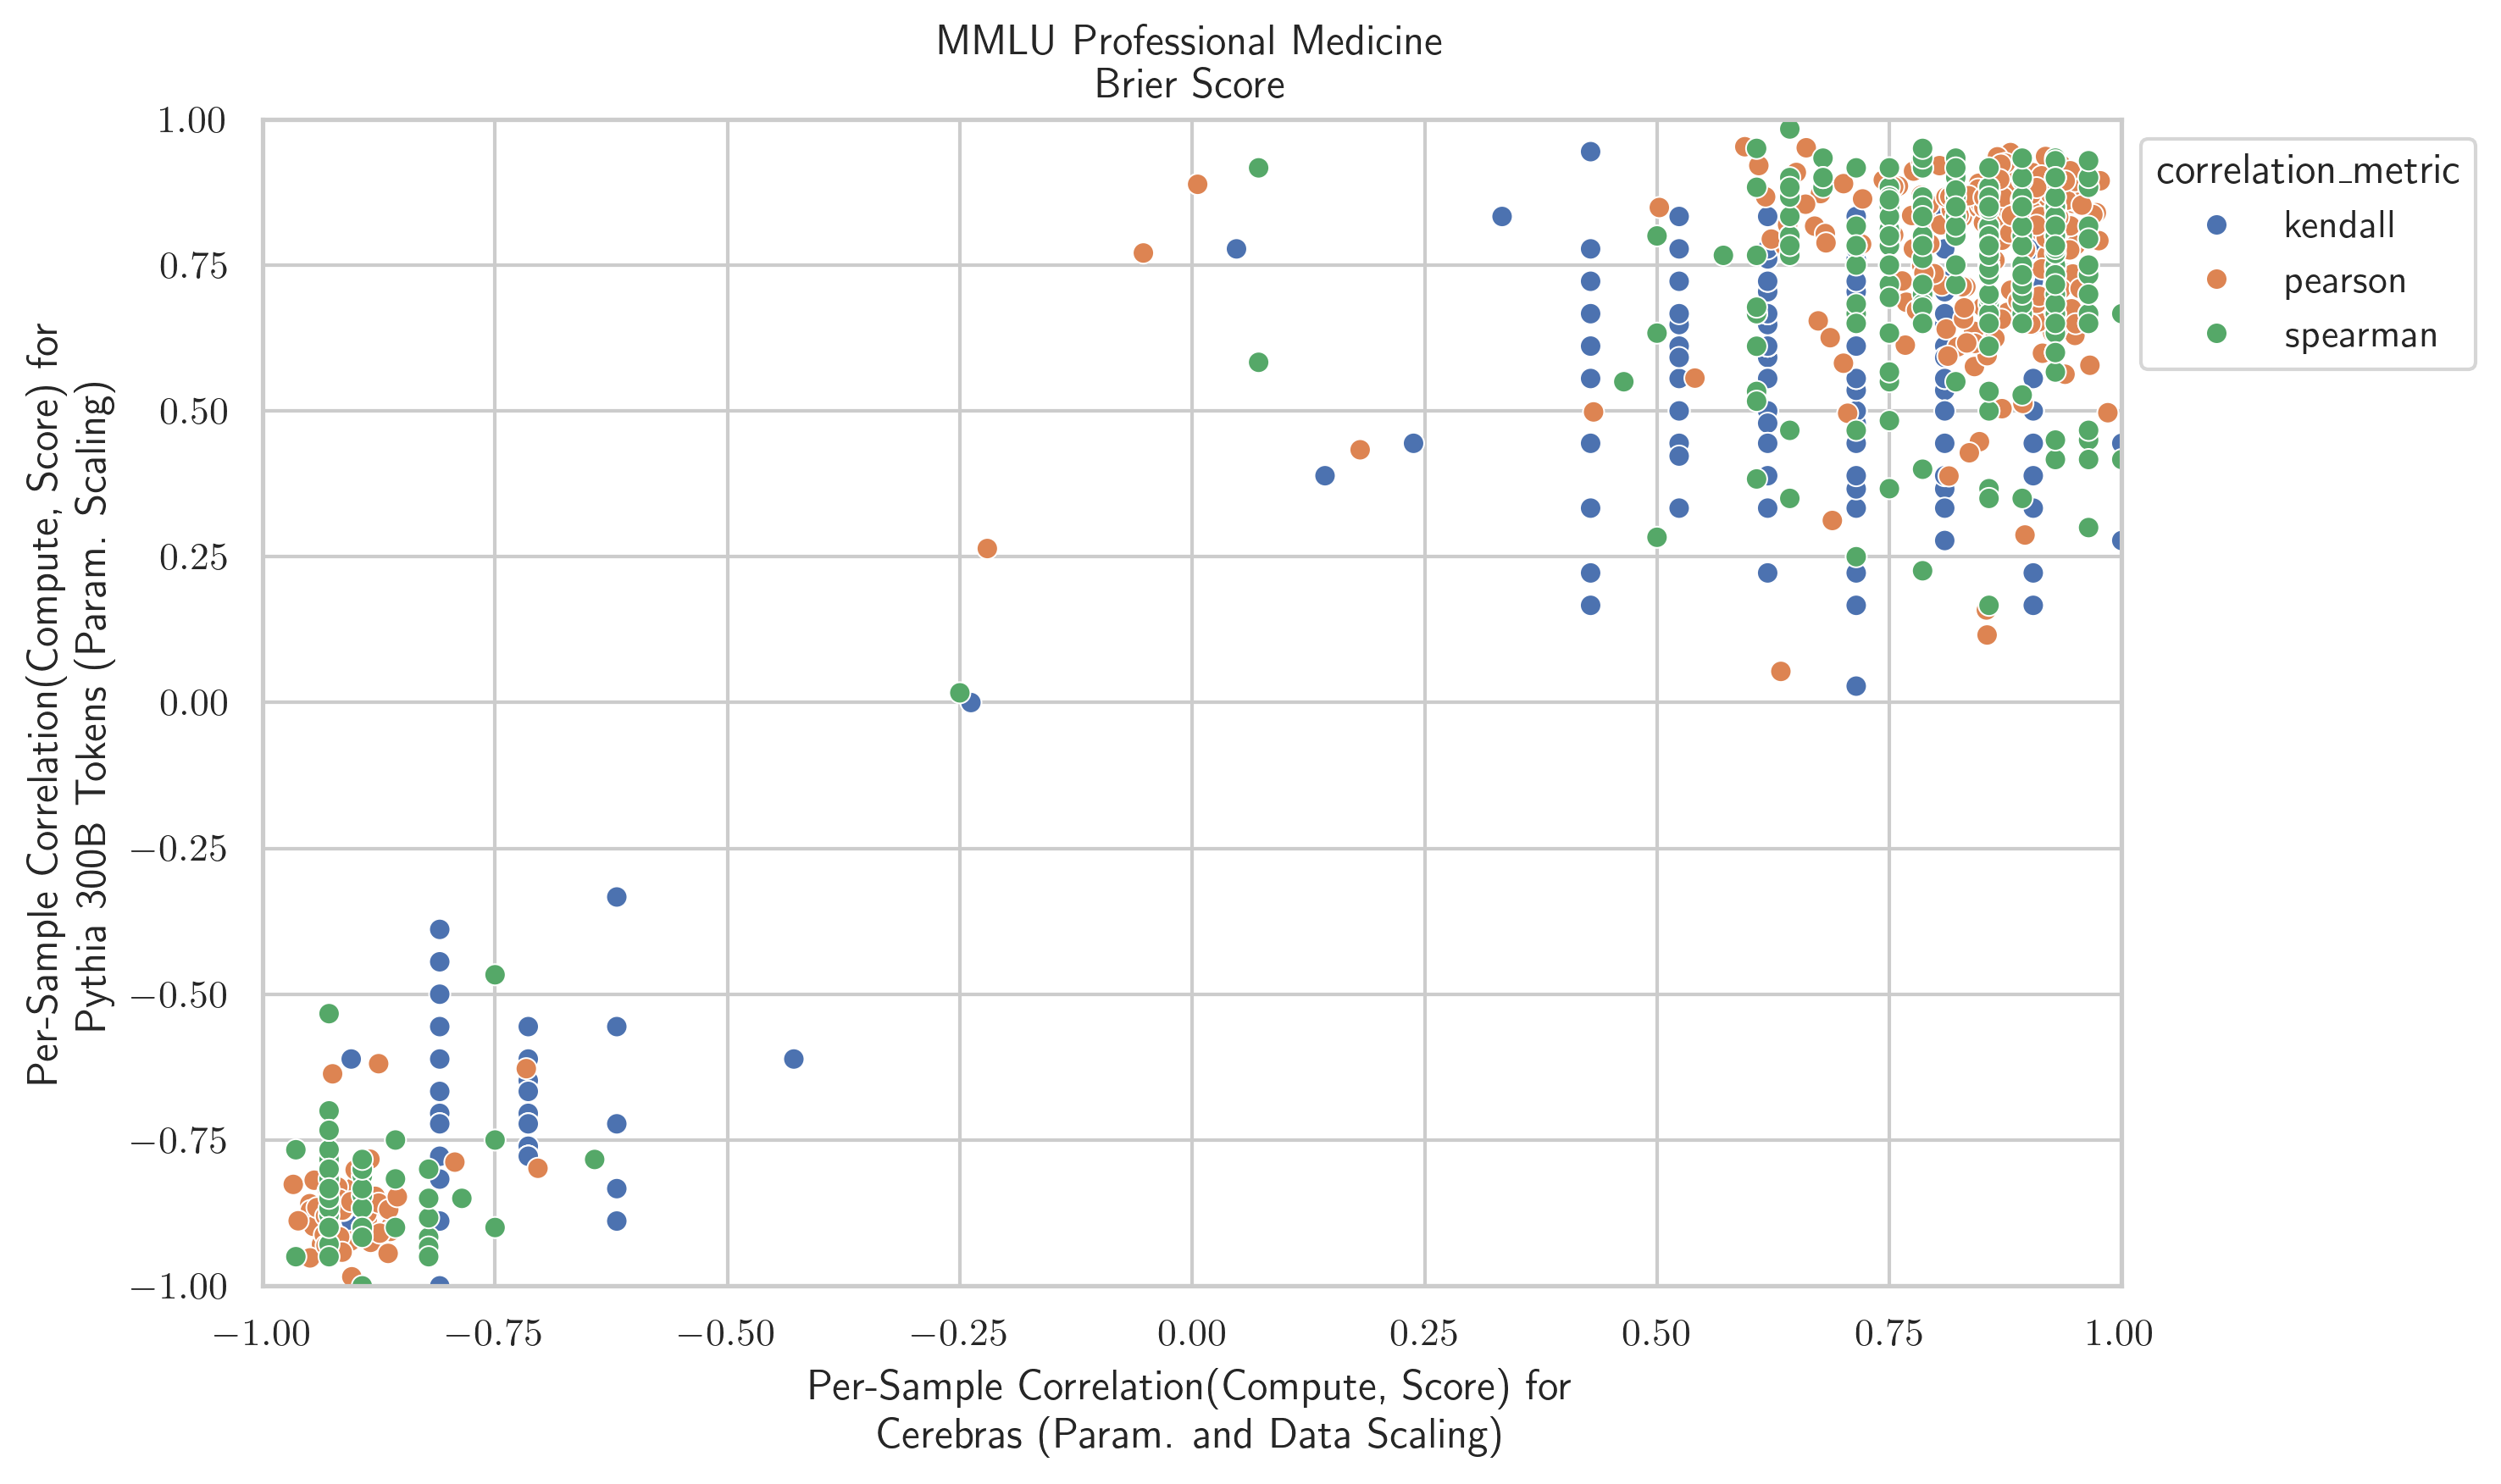 MMLU Professional Medicine
Brier Score
Per-Sample Correlation(Compute, Score) for
Pythia 300B Tokens (Param. Scaling)
1.00
0.75
0.50
0.25
0.00
−0.25
−0.50
−0.75
−1.00
−1.00 −0.75 −0.50 −0.25 0.00 0.25 0.50 0.75 1.00
Per-Sample Correlation(Compute, Score) for
Cerebras (Param. and Data Scaling)
correlation_metric
kendall
pearson
spearman